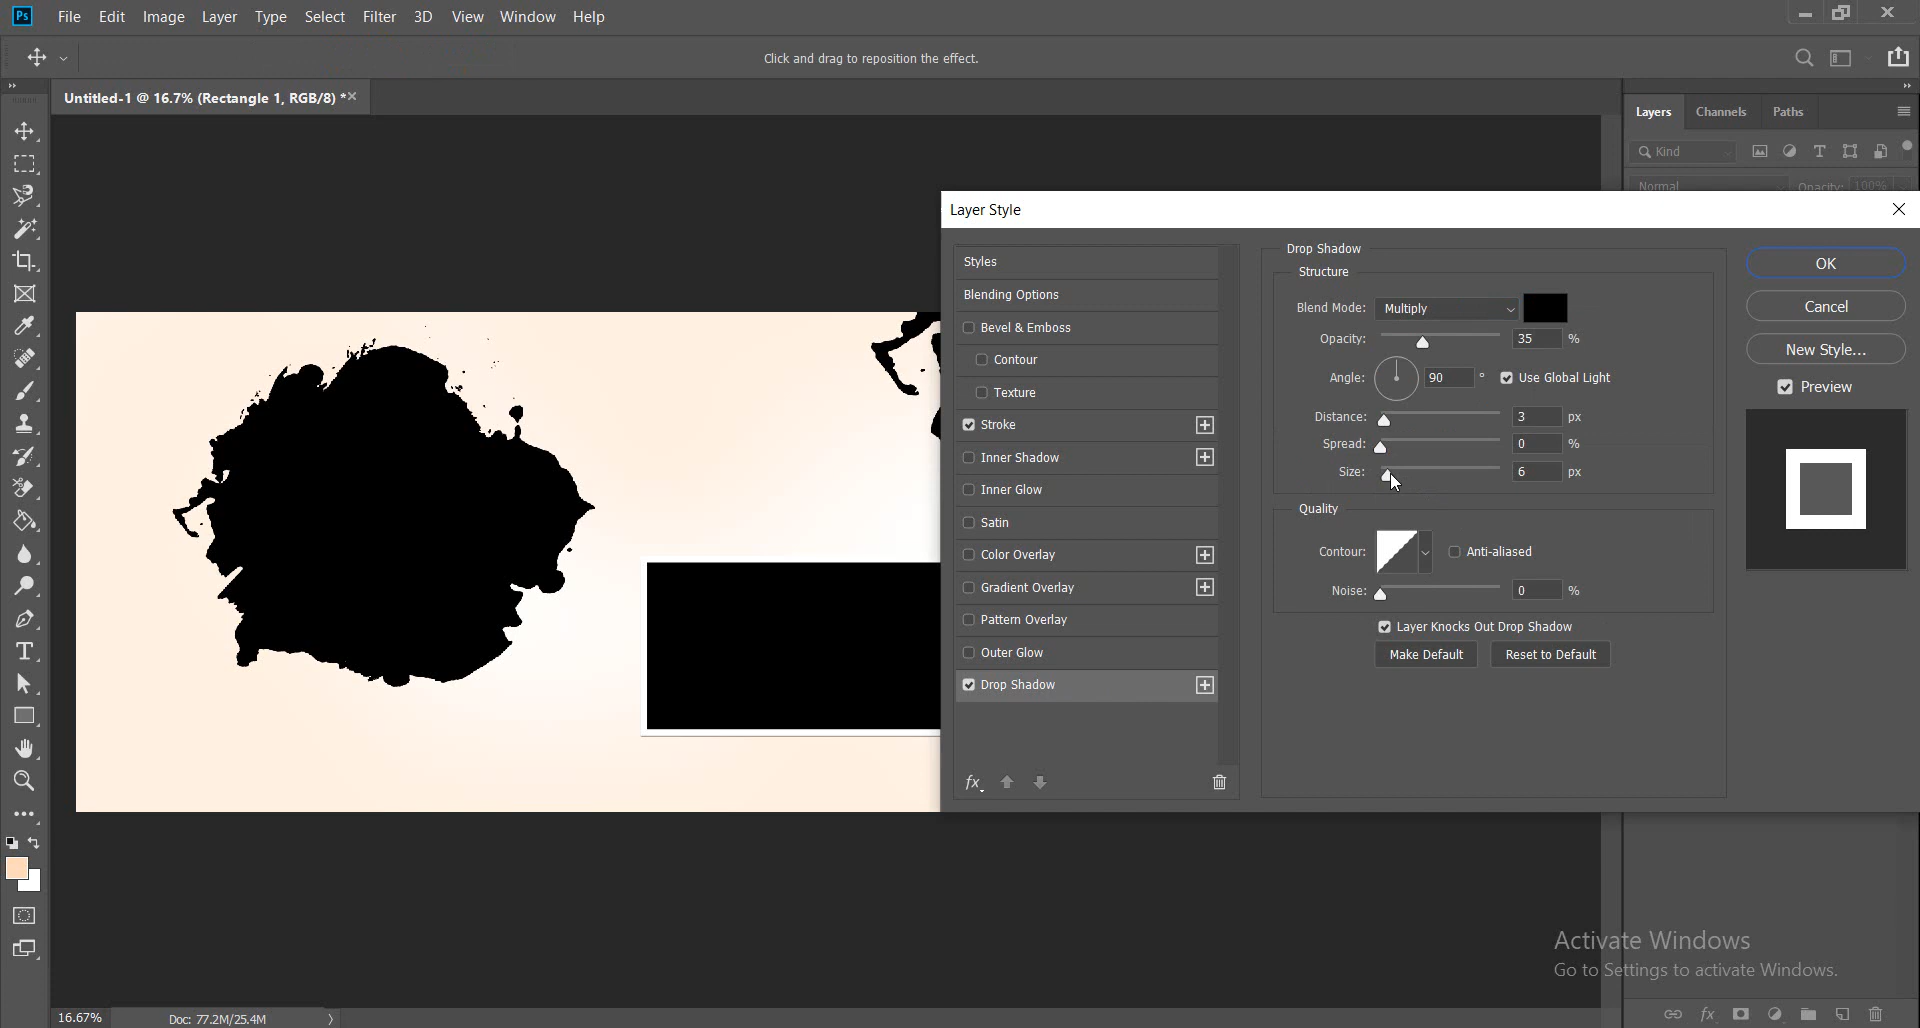 Ps File Edit Image Layer Type Select Filter 3D View Window Help
Click and drag to reposition the effect.
Untitled-1 @ 16.7% (Rectangle 1, RGB/8) *
Layers Channels Paths
Kind
Normal Opacity: 100%
Layer Style
Styles
Blending Options
Bevel & Emboss
Contour
Texture
Stroke
Inner Shadow
Inner Glow
Satin
Color Overlay
Gradient Overlay
Pattern Overlay
Outer Glow
Drop Shadow
fx
Drop Shadow
Structure
Blend Mode: Multiply
Opacity: 35 %
Angle: 90 ° Use Global Light
Distance: 3 px
Spread: 0 %
Size: 6 px
Quality
Contour: Anti-aliased
Noise: 0 %
Layer Knocks Out Drop Shadow
Make Default Reset to Default
OK
Cancel
New Style...
Preview
Activate Windows
Go to Settings to activate Windows.
16.67% Doc: 77.2M/25.4M
fx